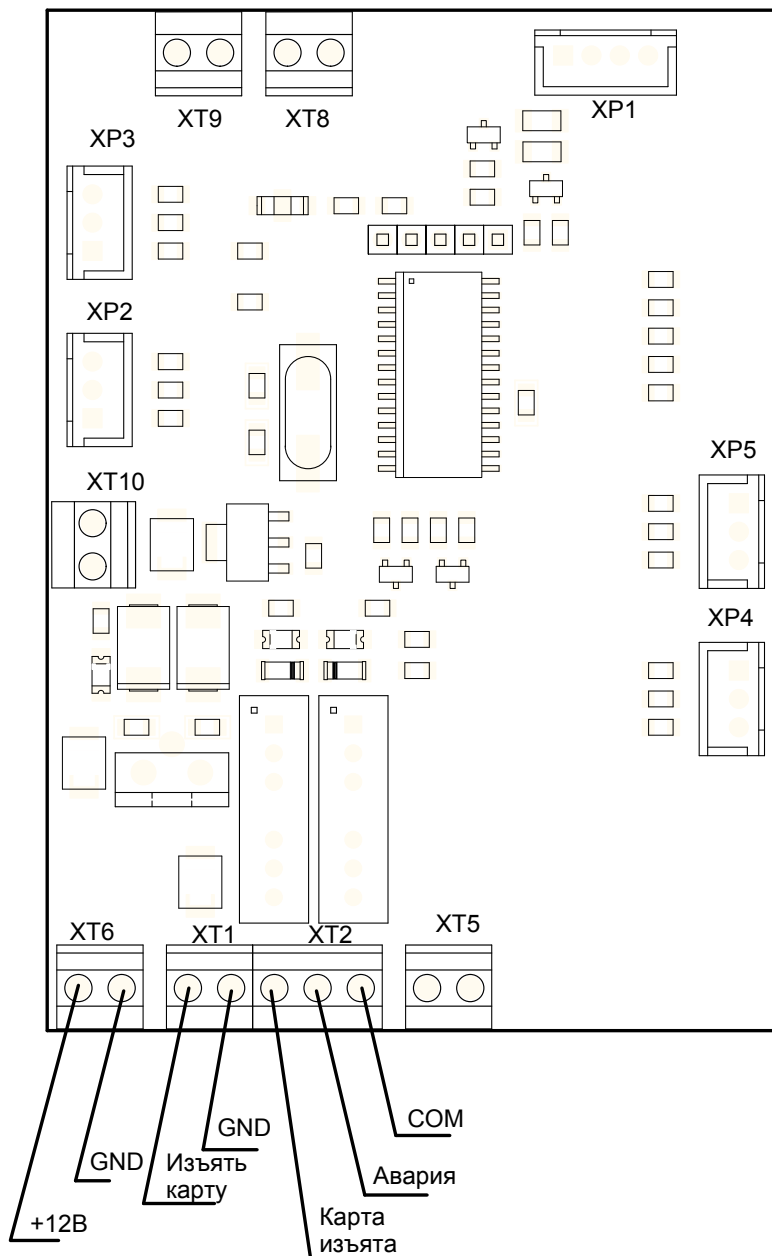 XT9
XT8
XP1
XP3
XP2
XP5
XT10
XP4
XT6
XT1
XT2
XT5
COM
GND
GND
Изъять
карту
Авария
+12В
Карта
изъята